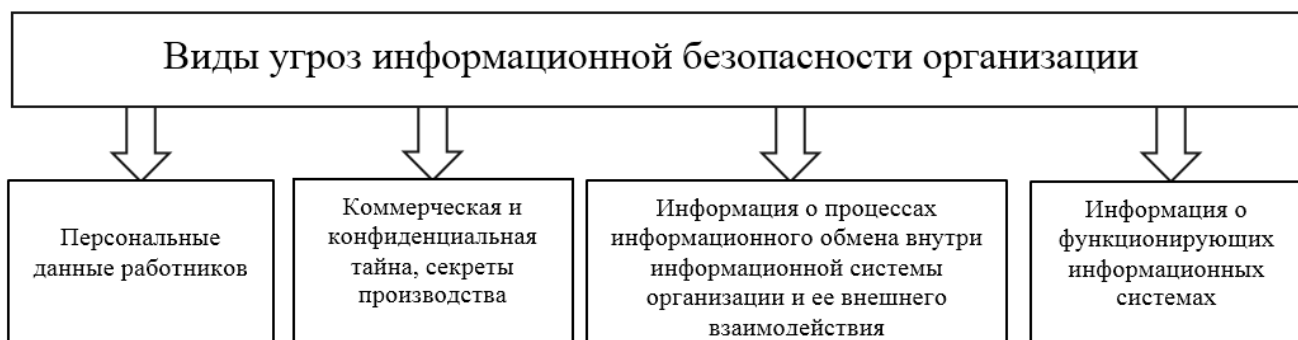 Виды угроз информационной безопасности организации
Персональные
данные работников
Коммерческая и
конфиденциальная
тайна, секреты
производства
Информация о процессах
информационного обмена внутри
информационной системы
организации и ее внешнего
взаимодействия
Информация о
функционирующих
информационных
системах